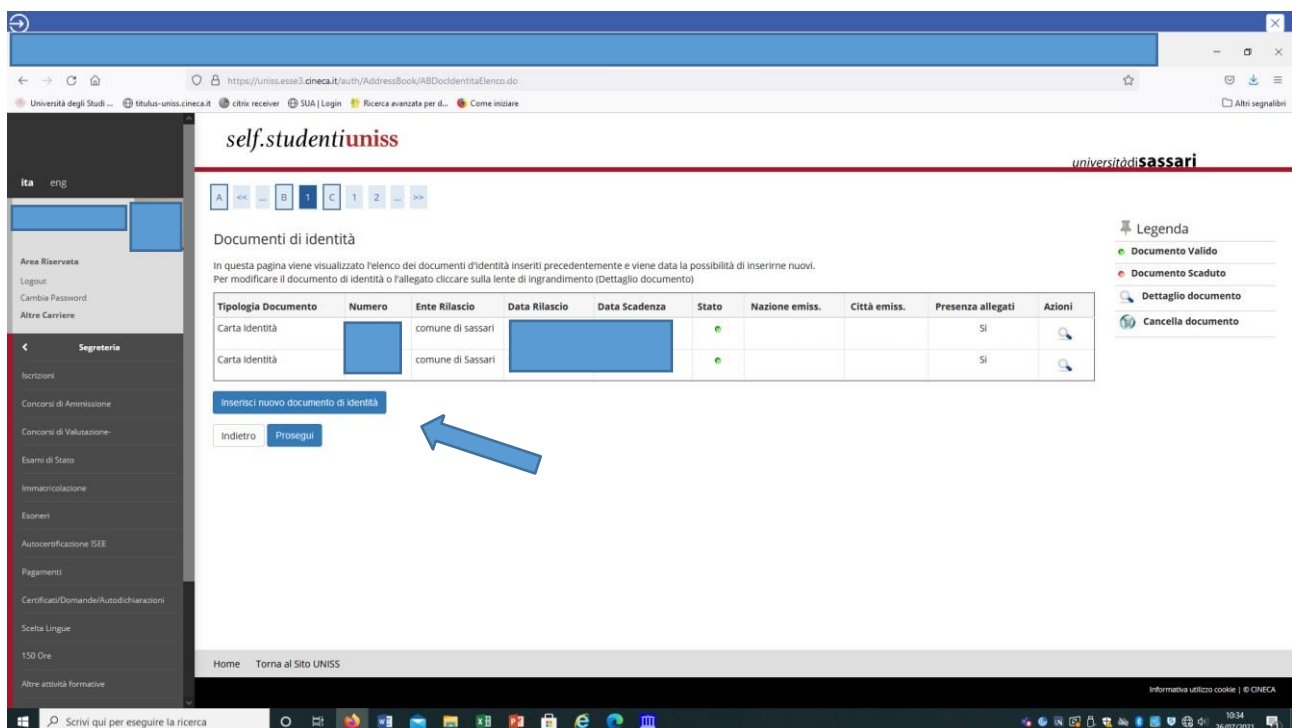 https://uniss.esse3.cineca.it/auth/AddressBook/ABDocIdentitaElenco.do
Università degli Studi ... titulus-uniss.cineca.it citrix receiver SUA | Login Ricerca avanzata per d... Come iniziare Altri segnalibri
self.studentiuniss
universitàdisassari
ita eng
A << ... B 1 C 1 2 ... >>
Area Riservata
Logout
Cambia Password
Altre Carriere
Segreteria
Iscrizioni
Concorsi di Ammissione
Concorsi di Valutazione-
Esami di Stato
Immatricolazione
Esoneri
Autocertificazione ISEE
Pagamenti
Certificati/Domande/Autodichiarazioni
Scelta Lingue
150 Ore
Altre attività formative
Documenti di identità
In questa pagina viene visualizzato l'elenco dei documenti d'identità inseriti precedentemente e viene data la possibilità di inserirne nuovi.
Per modificare il documento di identità o l'allegato cliccare sulla lente di ingrandimento (Dettaglio documento)
Tipologia Documento Numero Ente Rilascio Data Rilascio Data Scadenza Stato Nazione emiss. Città emiss. Presenza allegati Azioni
Carta Identità comune di sassari Si
Carta Identità comune di Sassari Si
Inserisci nuovo documento di identità
Indietro Prosegui
Legenda
Documento Valido
Documento Scaduto
Dettaglio documento
Cancella documento
Home Torna al Sito UNISS
Informativa utilizzo cookie | © CINECA
Scrivi qui per eseguire la ricerca
10:34
26/07/2021